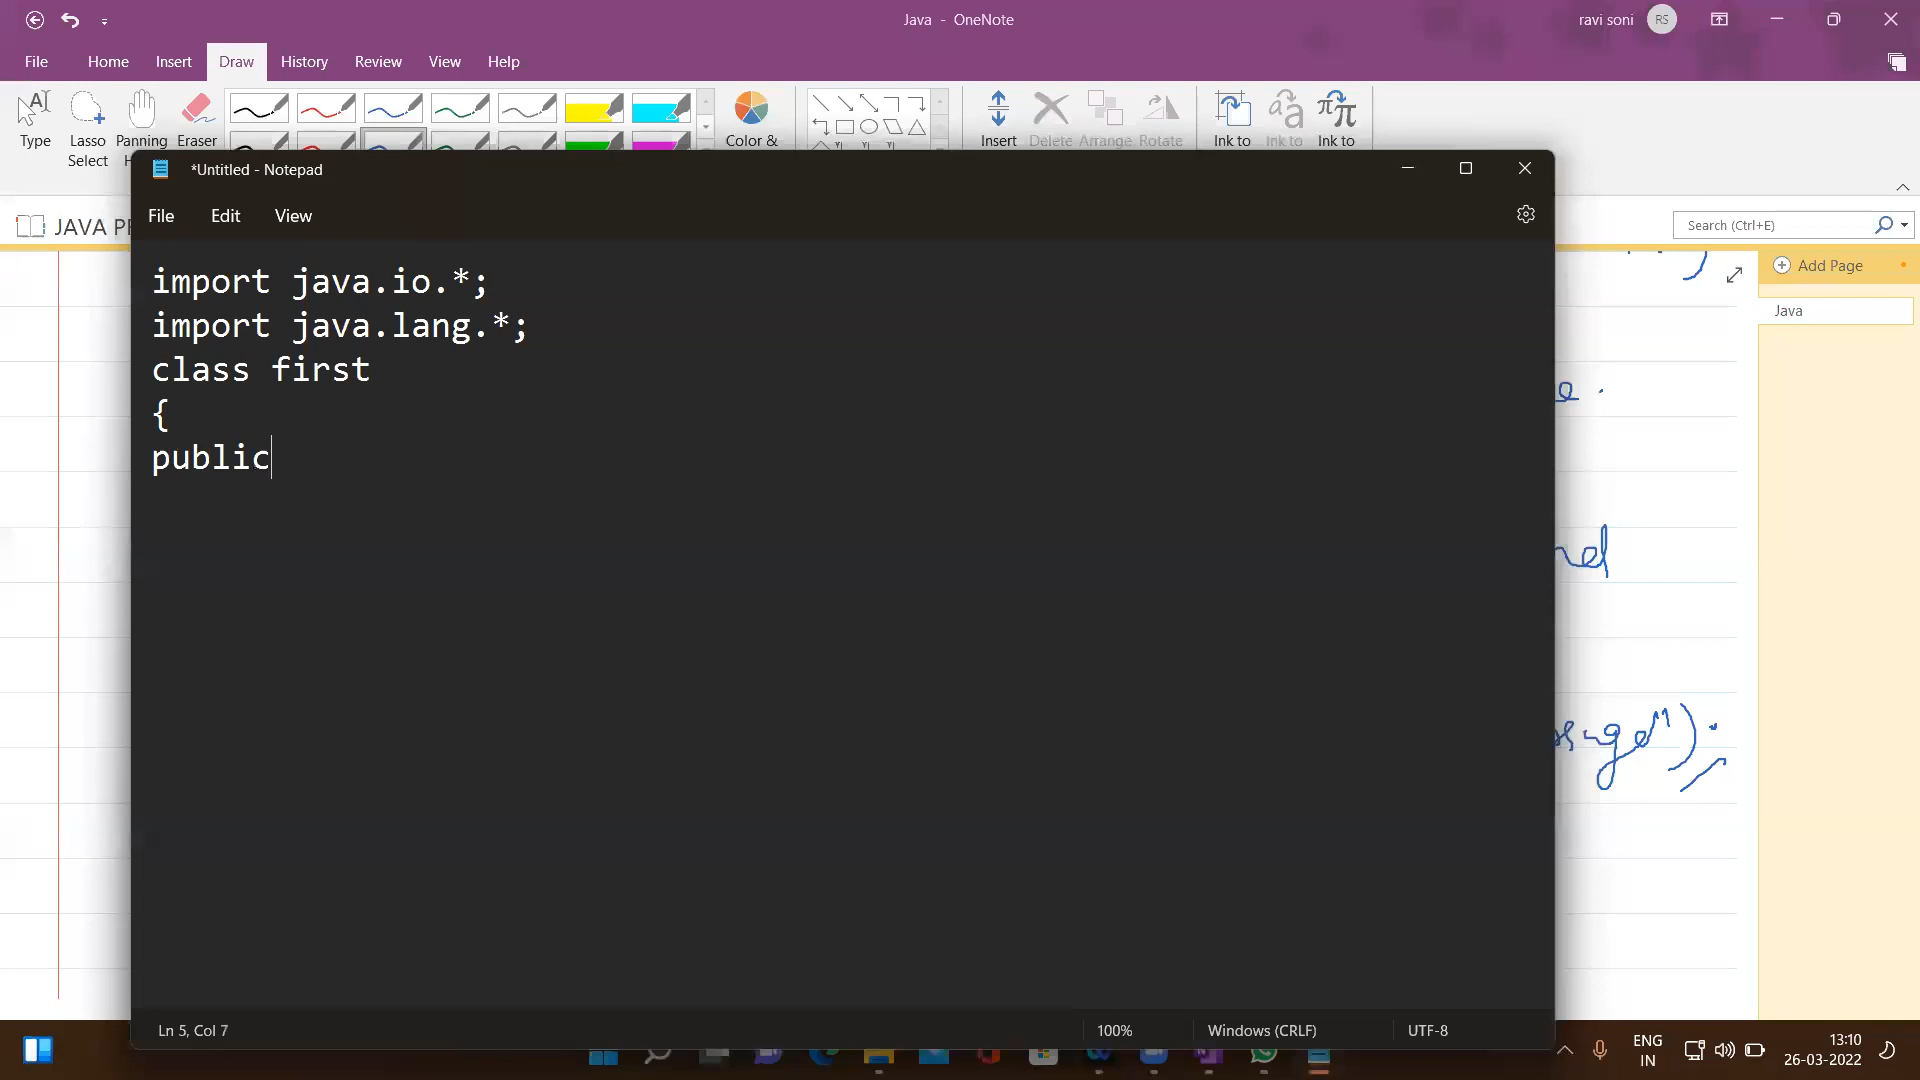 Java - OneNote
ravi soni RS
File Home Insert Draw History Review View Help
Type Lasso Select Panning Eraser Color & Insert Delete Arrange Rotate Ink to Ink to Ink to
*Untitled - Notepad
File Edit View
JAVA
Search (Ctrl+E)
Add Page
Java
import java.io.*;
import java.lang.*;
class first
{
public
Ln 5, Col 7
100%
Windows (CRLF)
UTF-8
ENG
IN
13:10
26-03-2022